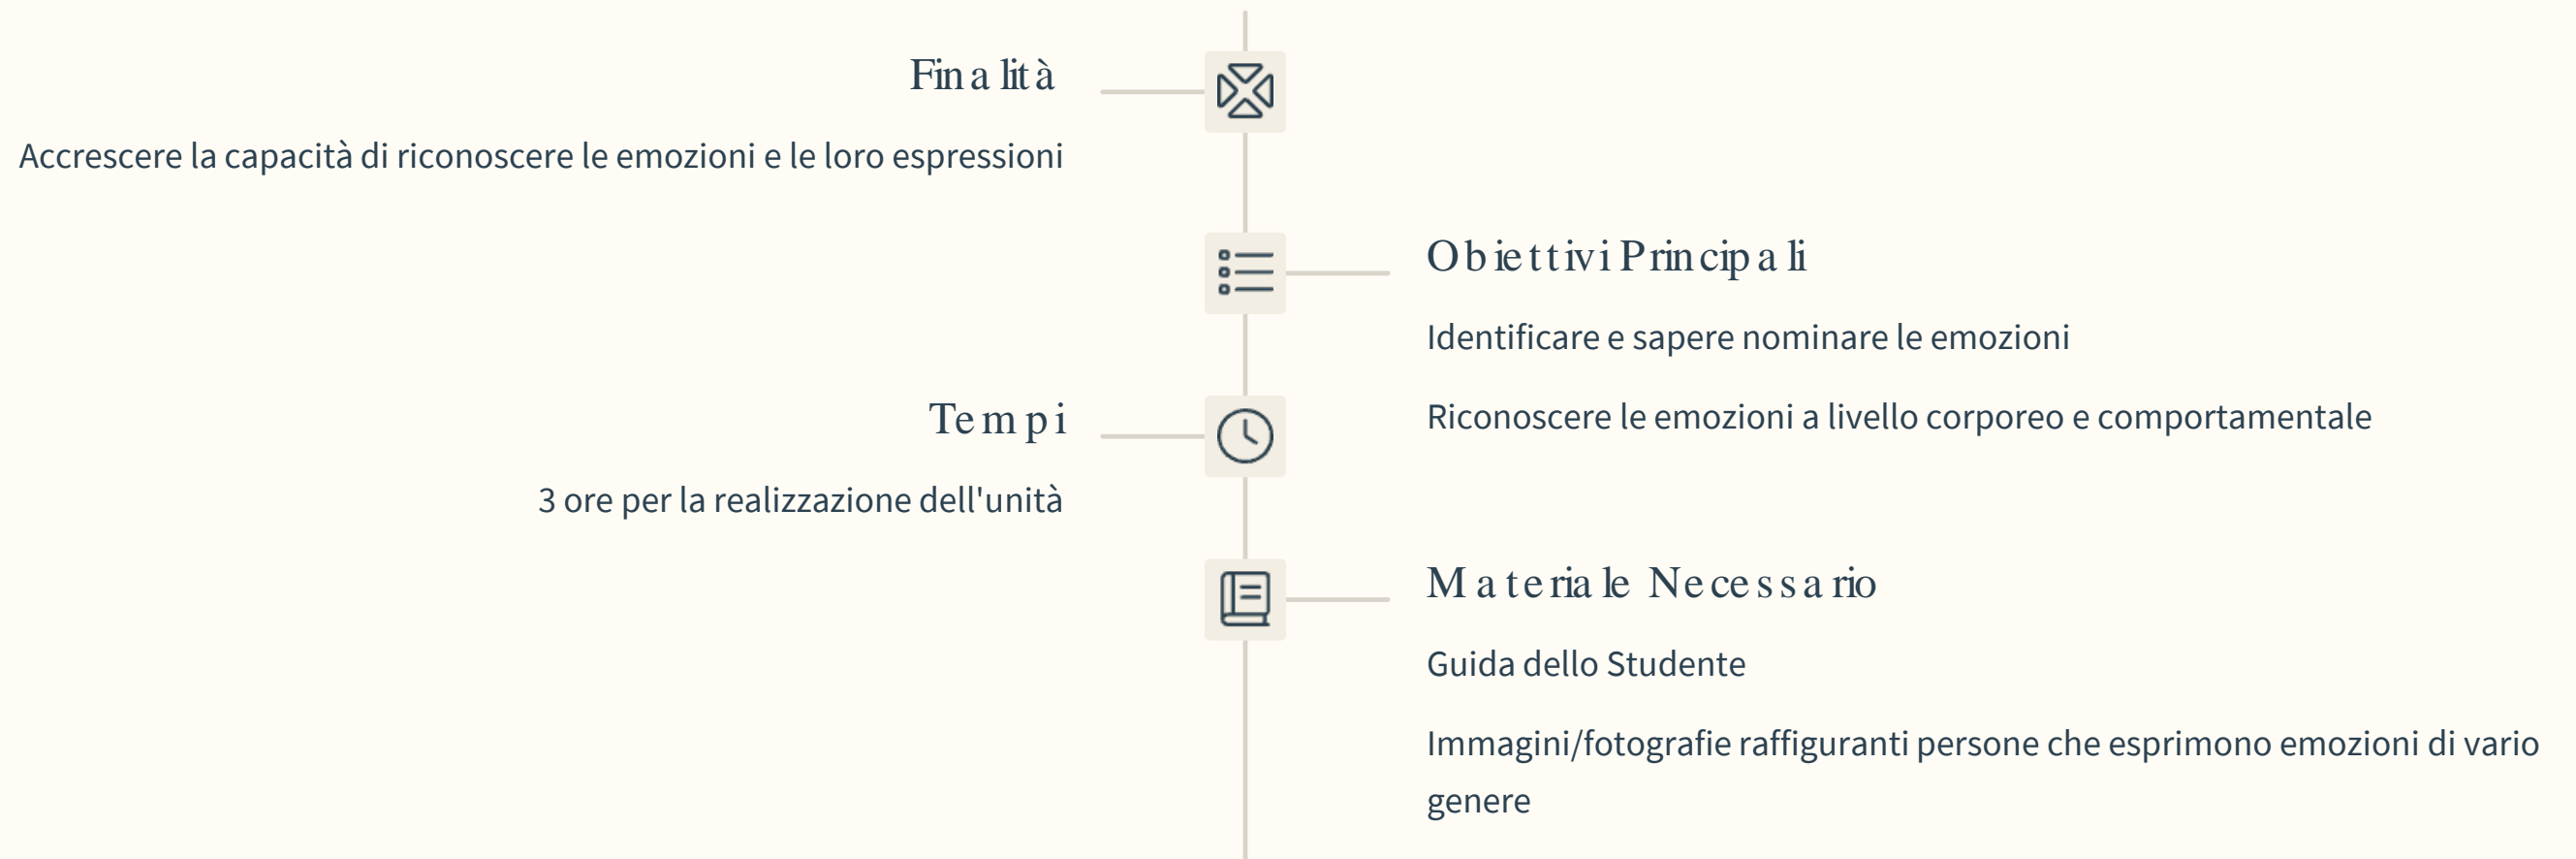 Finalità
Accrescere la capacità di riconoscere le emozioni e le loro espressioni
Obiettivi Principali
Identificare e sapere nominare le emozioni
Riconoscere le emozioni a livello corporeo e comportamentale
Tempi
3 ore per la realizzazione dell'unità
Materiale Necessario
Guida dello Studente
Immagini/fotografie raffiguranti persone che esprimono emozioni di vario
genere